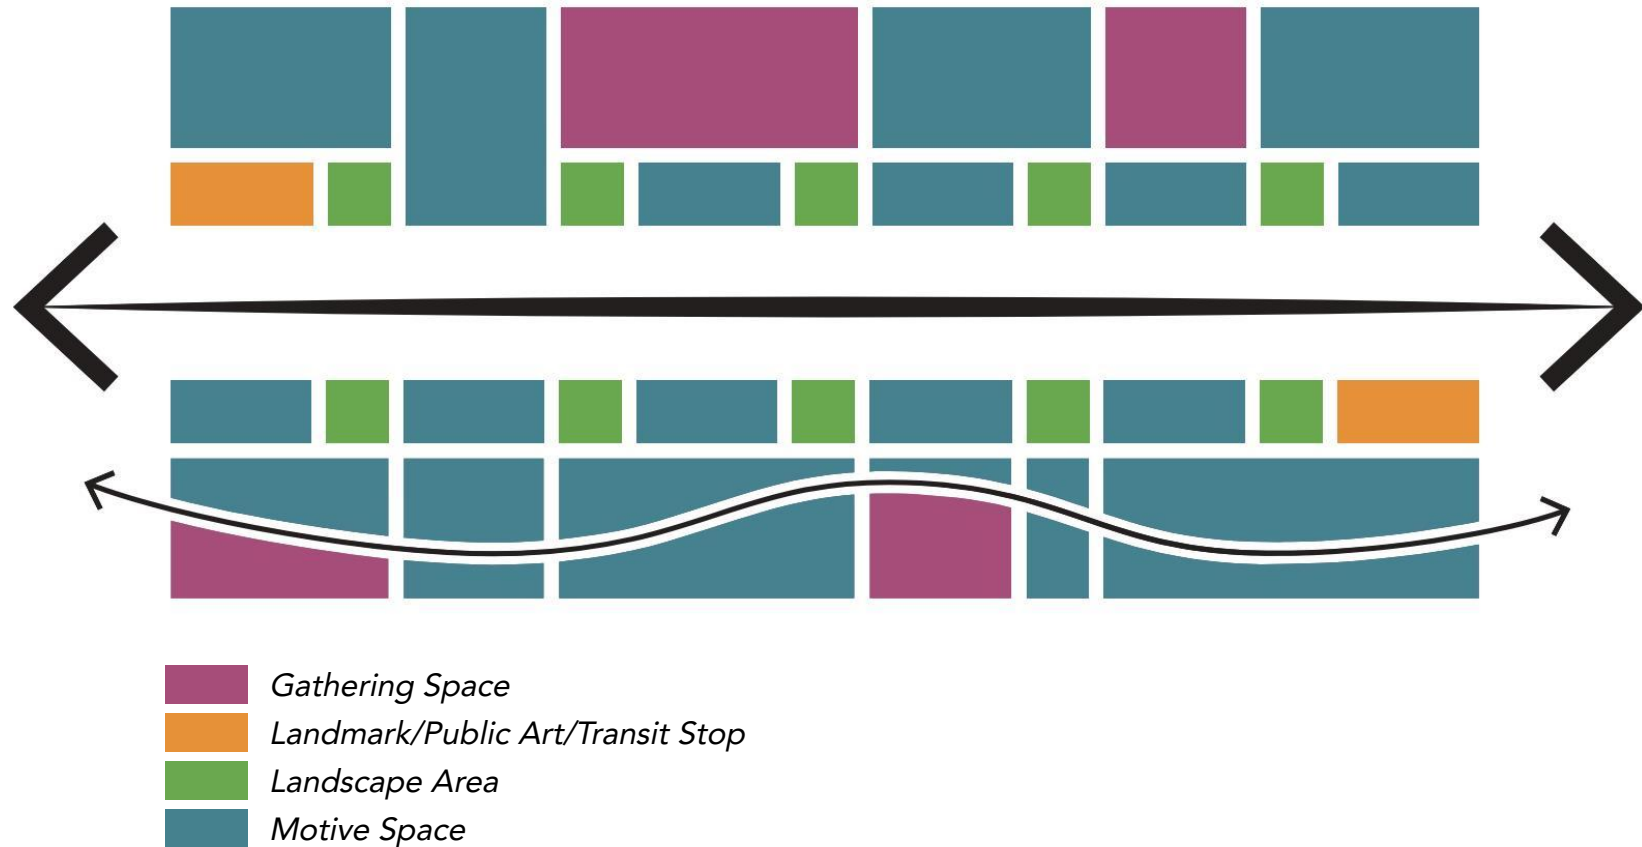 Gathering Space
Landmark/Public Art/Transit Stop
Landscape Area
Motive Space